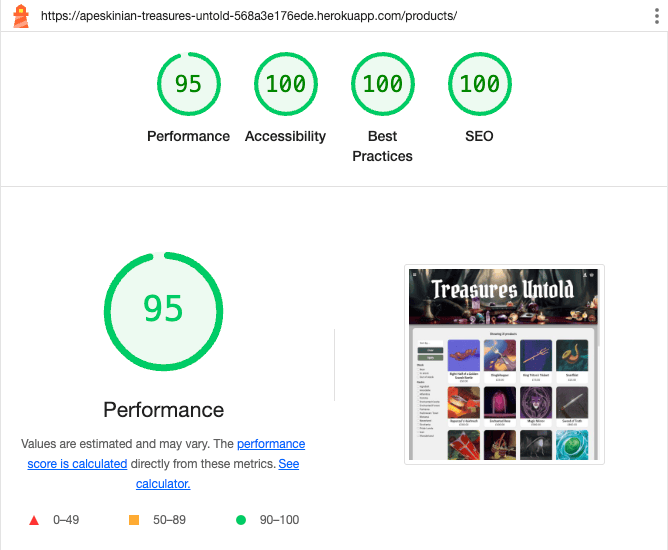 https://apeskinian-treasures-untold-568a3e176ede.herokuapp.com/products/
95
100
100
100
Performance
Accessibility
Best
Practices
SEO
95
Performance
Values are estimated and may vary. The performance
score is calculated directly from these metrics. See
calculator.
0–49
50–89
90–100
Treasures Untold